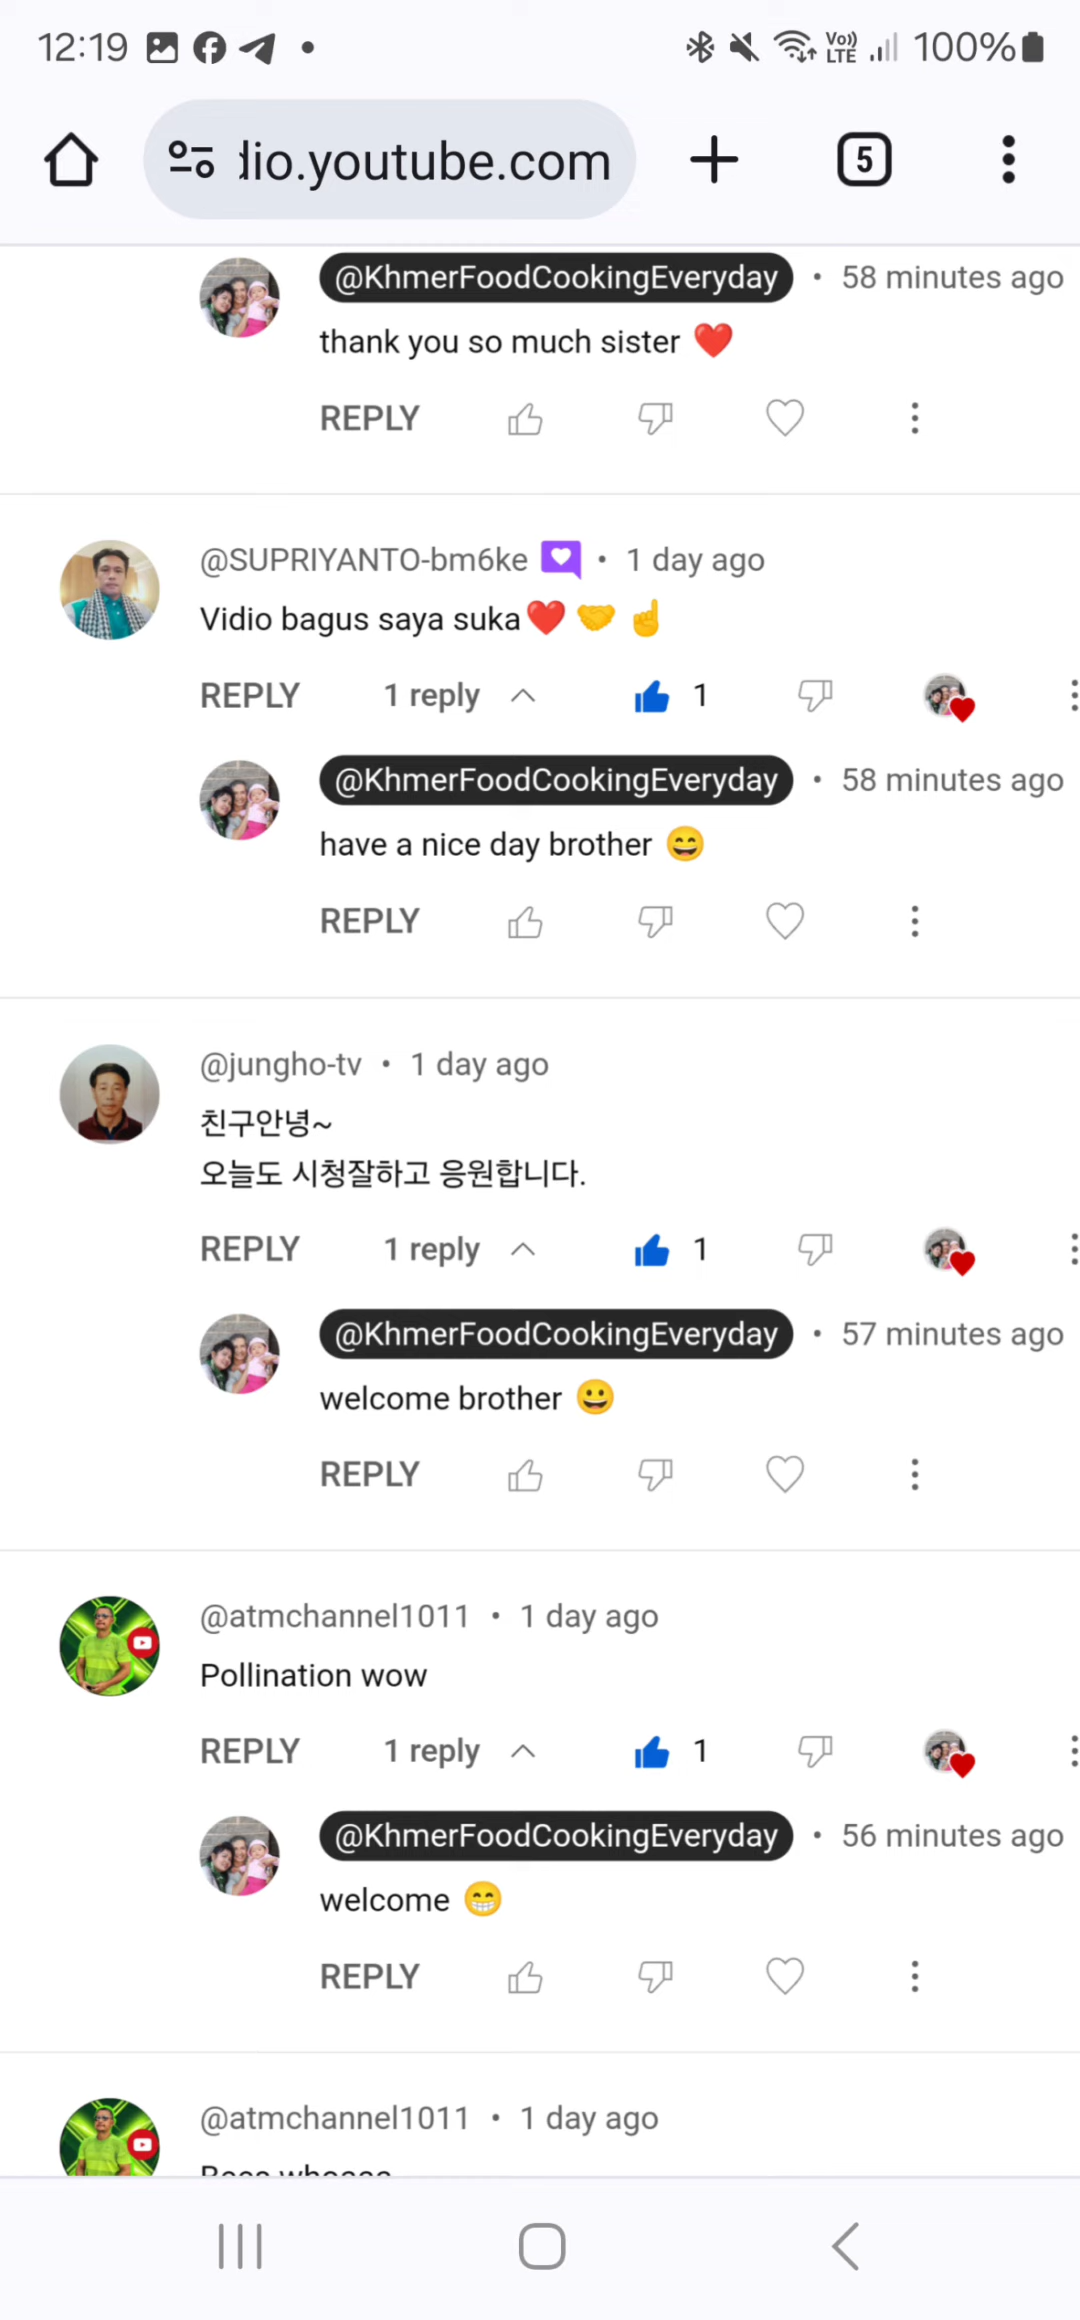 12:19
Vo)) LTE
100%
dio.youtube.com
5
@KhmerFoodCookingEveryday • 58 minutes ago
thank you so much sister ❤️
REPLY
@SUPRIYANTO-bm6ke • 1 day ago
Vidio bagus saya suka❤️ 🤝 ☝️
REPLY 1 reply 1
@KhmerFoodCookingEveryday • 58 minutes ago
have a nice day brother 😄
REPLY
@jungho-tv • 1 day ago
친구안녕~
오늘도 시청잘하고 응원합니다.
REPLY 1 reply 1
@KhmerFoodCookingEveryday • 57 minutes ago
welcome brother 😀
REPLY
@atmchannel1011 • 1 day ago
Pollination wow
REPLY 1 reply 1
@KhmerFoodCookingEveryday • 56 minutes ago
welcome 😁
REPLY
@atmchannel1011 • 1 day ago